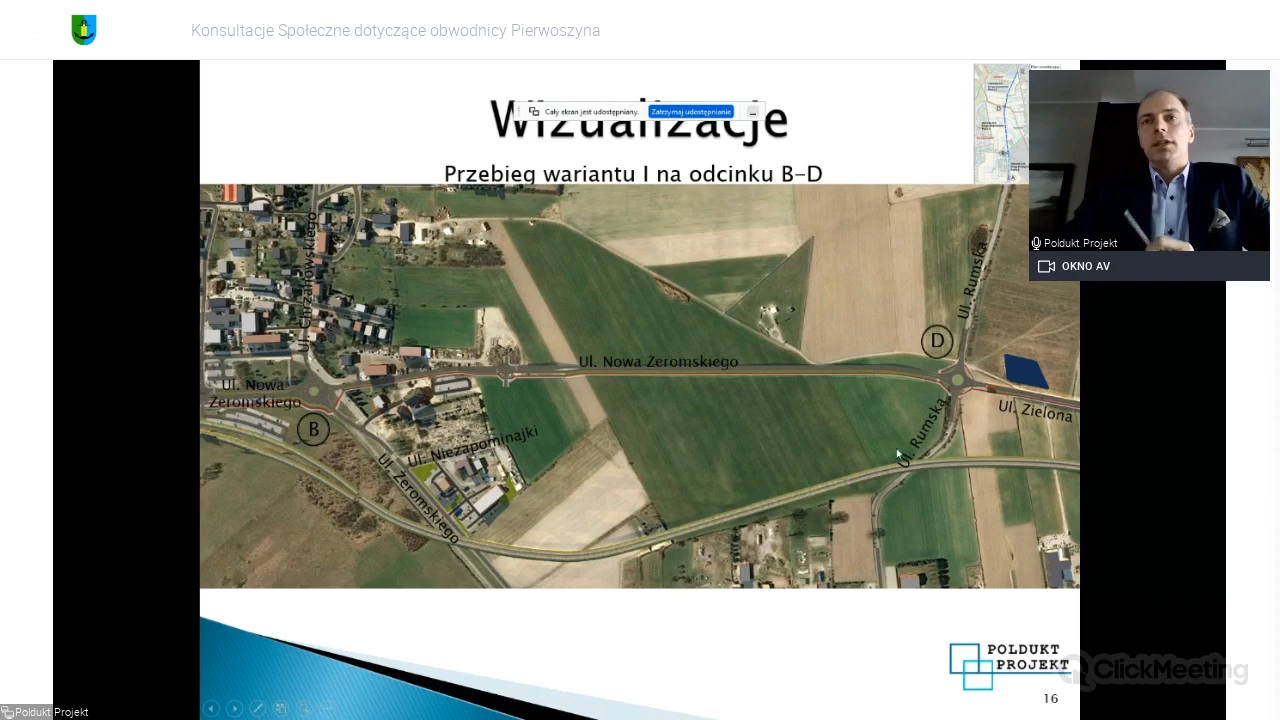 Konsultacje Społeczne dotyczące obwodnicy Pierwoszyna
Wizualizacje
Cały ekran jest udostępniany.
Zatrzymaj udostępnianie
Przebieg wariantu I na odcinku B-D
Poldukt Projekt
OKNO AV
Ul. Chrzanowskiego
Ul. Rumska
D
Ul. Nowa Zeromskiego
Ul. Nowa
Zeromskiego
B
Ul. Zielona
Ul. Rumska
Ul. Niezapominajki
Ul. Zeromskiego
POLDUKT
PROJEKT
ClickMeeting
16
Poldukt Projekt